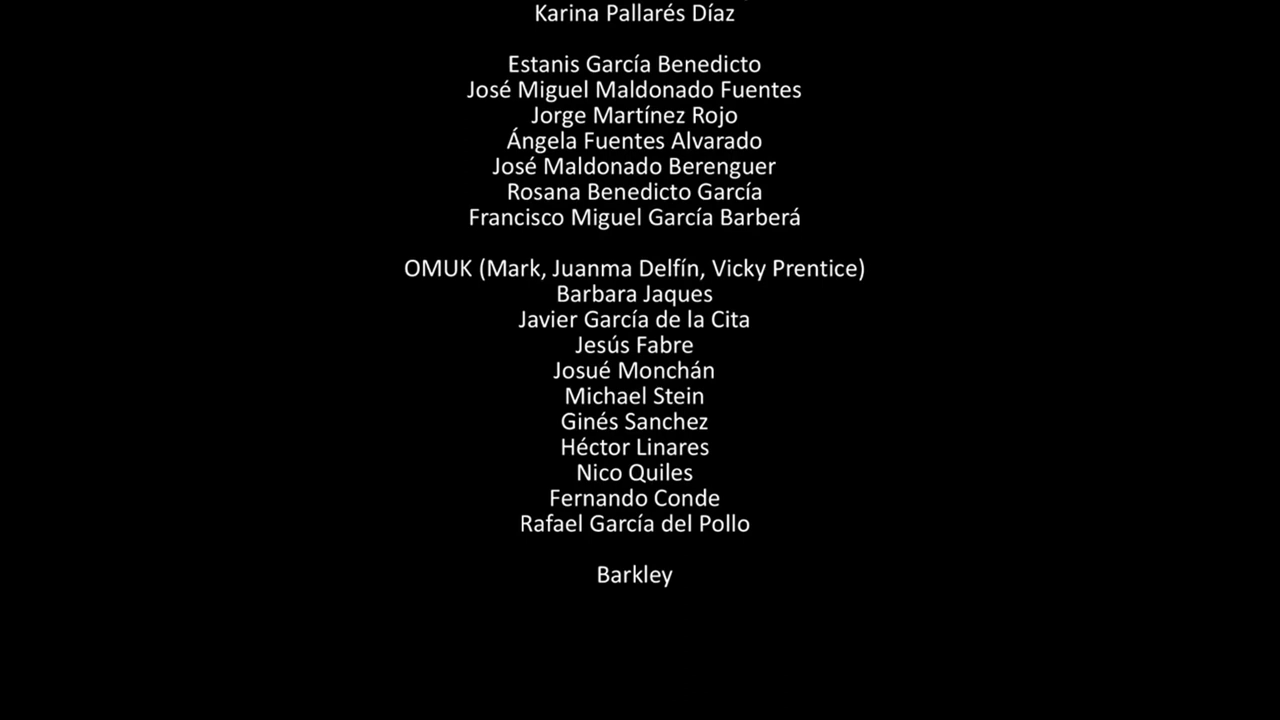 Karina Pallarés Díaz
Estanis García Benedicto
José Miguel Maldonado Fuentes
Jorge Martínez Rojo
Ángela Fuentes Alvarado
José Maldonado Berenguer
Rosana Benedicto García
Francisco Miguel García Barberá
OMUK (Mark, Juanma Delfín, Vicky Prentice)
Barbara Jaques
Javier García de la Cita
Jesús Fabre
Josué Monchán
Michael Stein
Ginés Sanchez
Héctor Linares
Nico Quiles
Fernando Conde
Rafael García del Pollo
Barkley